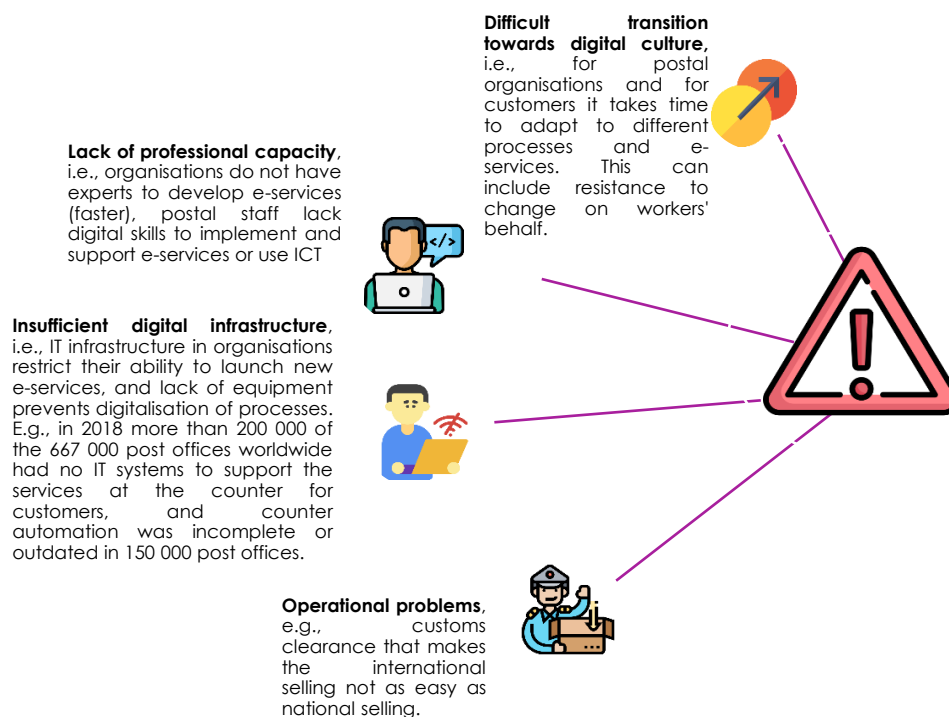 Difficult transition
towards digital culture,
i.e., for postal
organisations and for
customers it takes time
to adapt to different
processes and e-
services. This can
include resistance to
change on workers'
behalf.
Lack of professional capacity,
i.e., organisations do not have
experts to develop e-services
(faster), postal staff lack
digital skills to implement and
support e-services or use ICT
</>
Insufficient digital infrastructure,
i.e., IT infrastructure in organisations
restrict their ability to launch new
e-services, and lack of equipment
prevents digitalisation of processes.
E.g., in 2018 more than 200 000 of
the 667 000 post offices worldwide
had no IT systems to support the
services at the counter for
customers, and counter
automation was incomplete or
outdated in 150 000 post offices.
Operational problems,
e.g., customs
clearance that makes
the international
selling not as easy as
national selling.